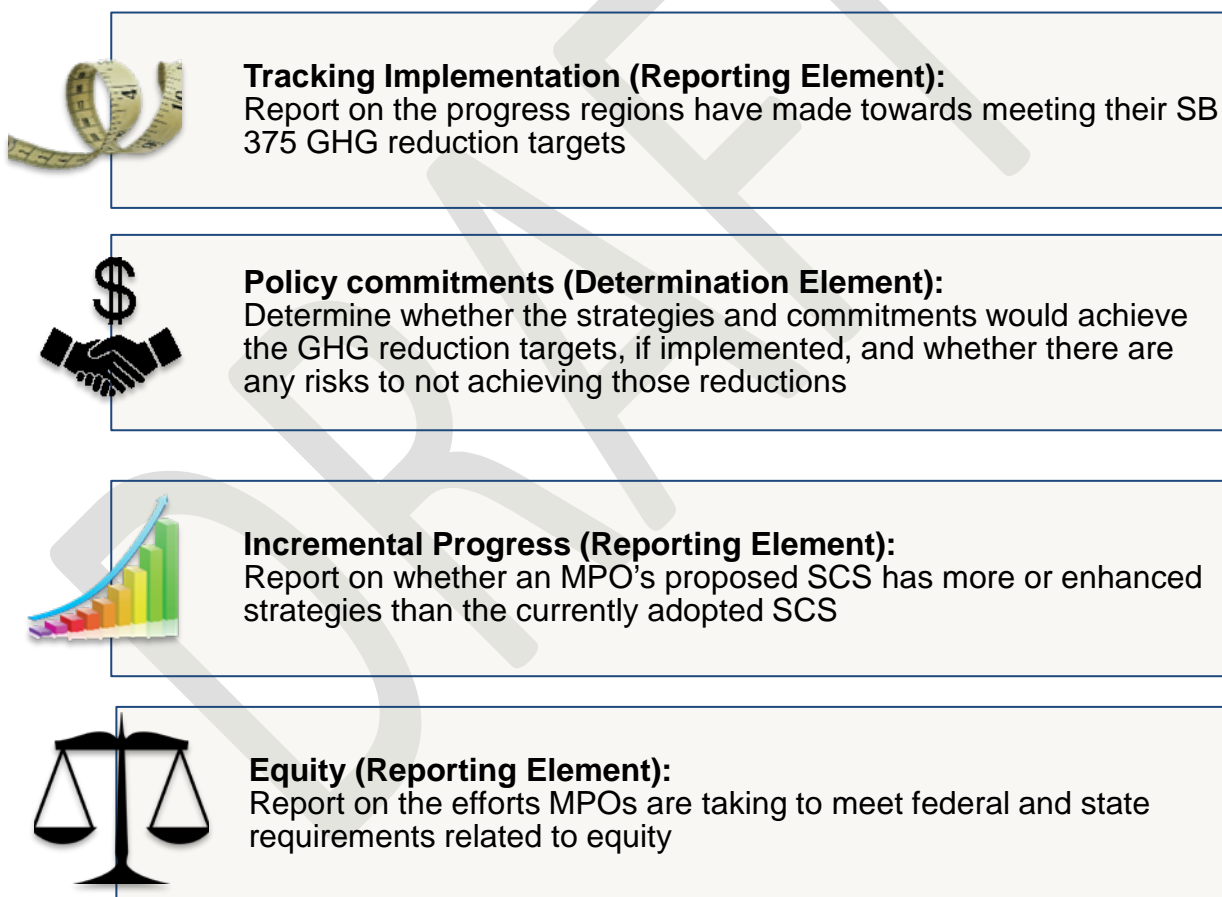 Tracking Implementation (Reporting Element):
Report on the progress regions have made towards meeting their SB
375 GHG reduction targets
Policy commitments (Determination Element):
Determine whether the strategies and commitments would achieve
the GHG reduction targets, if implemented, and whether there are
any risks to not achieving those reductions
Incremental Progress (Reporting Element):
Report on whether an MPO's proposed SCS has more or enhanced
strategies than the currently adopted SCS
Equity (Reporting Element):
Report on the efforts MPOs are taking to meet federal and state
requirements related to equity
DRAFT
$